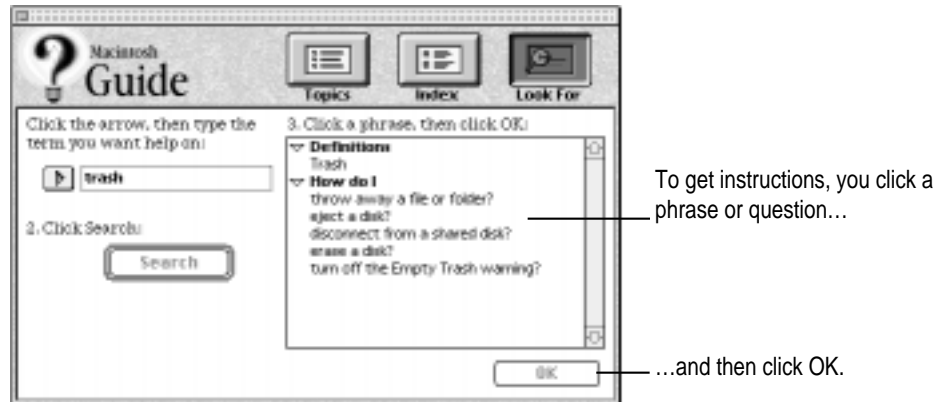 Macintosh
Guide
Topics
Index
Look For
Click the arrow, then type the
term you want help on:
trash
2. Click Search:
Search
3. Click a phrase, then click OK:
Definitions
Trash
How do I
throw away a file or folder?
eject a disk?
disconnect from a shared disk?
erase a disk?
turn off the Empty Trash warning?
OK
To get instructions, you click a
phrase or question…
…and then click OK.